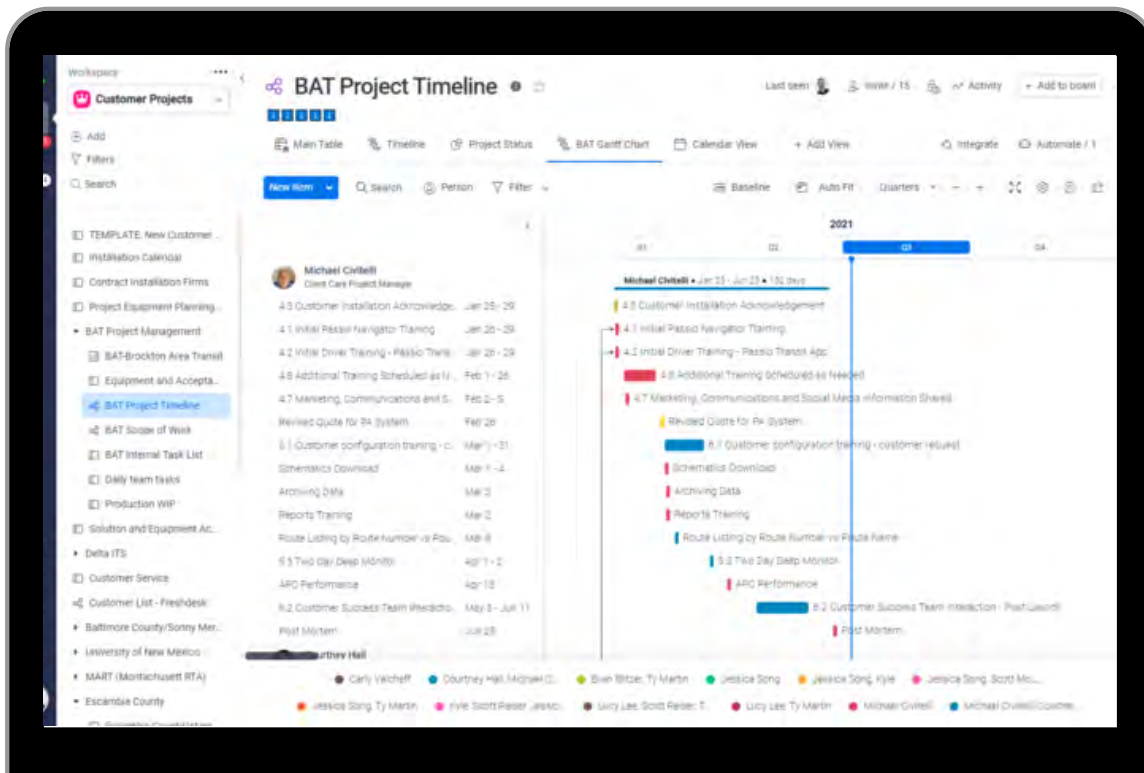 Workspace
Customer Projects
Add
Filters
Search
TEMPLATE: New Customer...
Installation Calendar
Contract Installation Firms
Project Equipment Planning...
BAT Project Management
BAT-Brockton Area Transit
Equipment and Accepta...
BAT Project Timeline
BAT Scope of Work
BAT Internal Task List
Daily team tasks
Production WIP
Solution and Equipment Ac...
Delta ITS
Customer Service
Customer List - Freshdesk
Baltimore County/Sonny Mer...
University of New Mexico
MART (Montachusett RTA)
Escambia County
BAT Project Timeline
Last seen
Invite / 15
Activity
+ Add to board
Main Table
Timeline
Project Status
BAT Gantt Chart
Calendar View
+ Add View
Integrate
Automate / 1
New Item
Search
Person
Filter
Baseline
Auto Fit
Quarters
- +
2021
Q1 Q2 Q3 Q4
Michael Civitelli
Client Care Project Manager
Michael Civitelli • Jan 25 - Jun 25 • 152 days
4.5 Customer Installation Acknowledge... Jan 25 - 29
4.5 Customer Installation Acknowledgement
4.1 Initial Passio Navigator Training Jan 26 - 29
4.1 Initial Passio Navigator Training
4.2 Initial Driver Training - Passio Trans... Jan 26 - 29
4.2 Initial Driver Training - Passio Transit App
4.8 Additional Training Scheduled as N... Feb 1 - 26
4.8 Additional Training Scheduled as Needed
4.7 Marketing, Communications and S... Feb 2 - 5
4.7 Marketing, Communications and Social Media Information Shared
Revised Quote for PA System Feb 26
Revised Quote for PA System
6.1 Customer configuration training - c... Mar 1 - 31
6.1 Customer configuration training - customer request
Schematics Download Mar 1 - 4
Schematics Download
Archiving Data Mar 2
Archiving Data
Reports Training Mar 2
Reports Training
Route Listing by Route Number vs Rou... Mar 8
Route Listing by Route Number vs Route Name
5.3 Two Day Deep Monitor Apr 1 - 2
5.3 Two Day Deep Monitor
APC Performance Apr 13
APC Performance
6.2 Customer Success Team Interactio... May 3 - Jun 11
6.2 Customer Success Team Interaction - Post Launch
Post Mortem Jun 25
Post Mortem
Courtney Hall
Carly Valcheff
Courtney Hall, Michael C...
Evan Blitzer, Ty Martin
Jessica Song
Jessica Song, Kyle
Jessica Song, Scott
Jessica Song, Ty Martin
Kyle, Scott Reiser, Jessic...
Lucy Lee, Scott Reiser, T...
Lucy Lee, Ty Martin
Michael Civitelli
Michael Civitelli, Courtne...